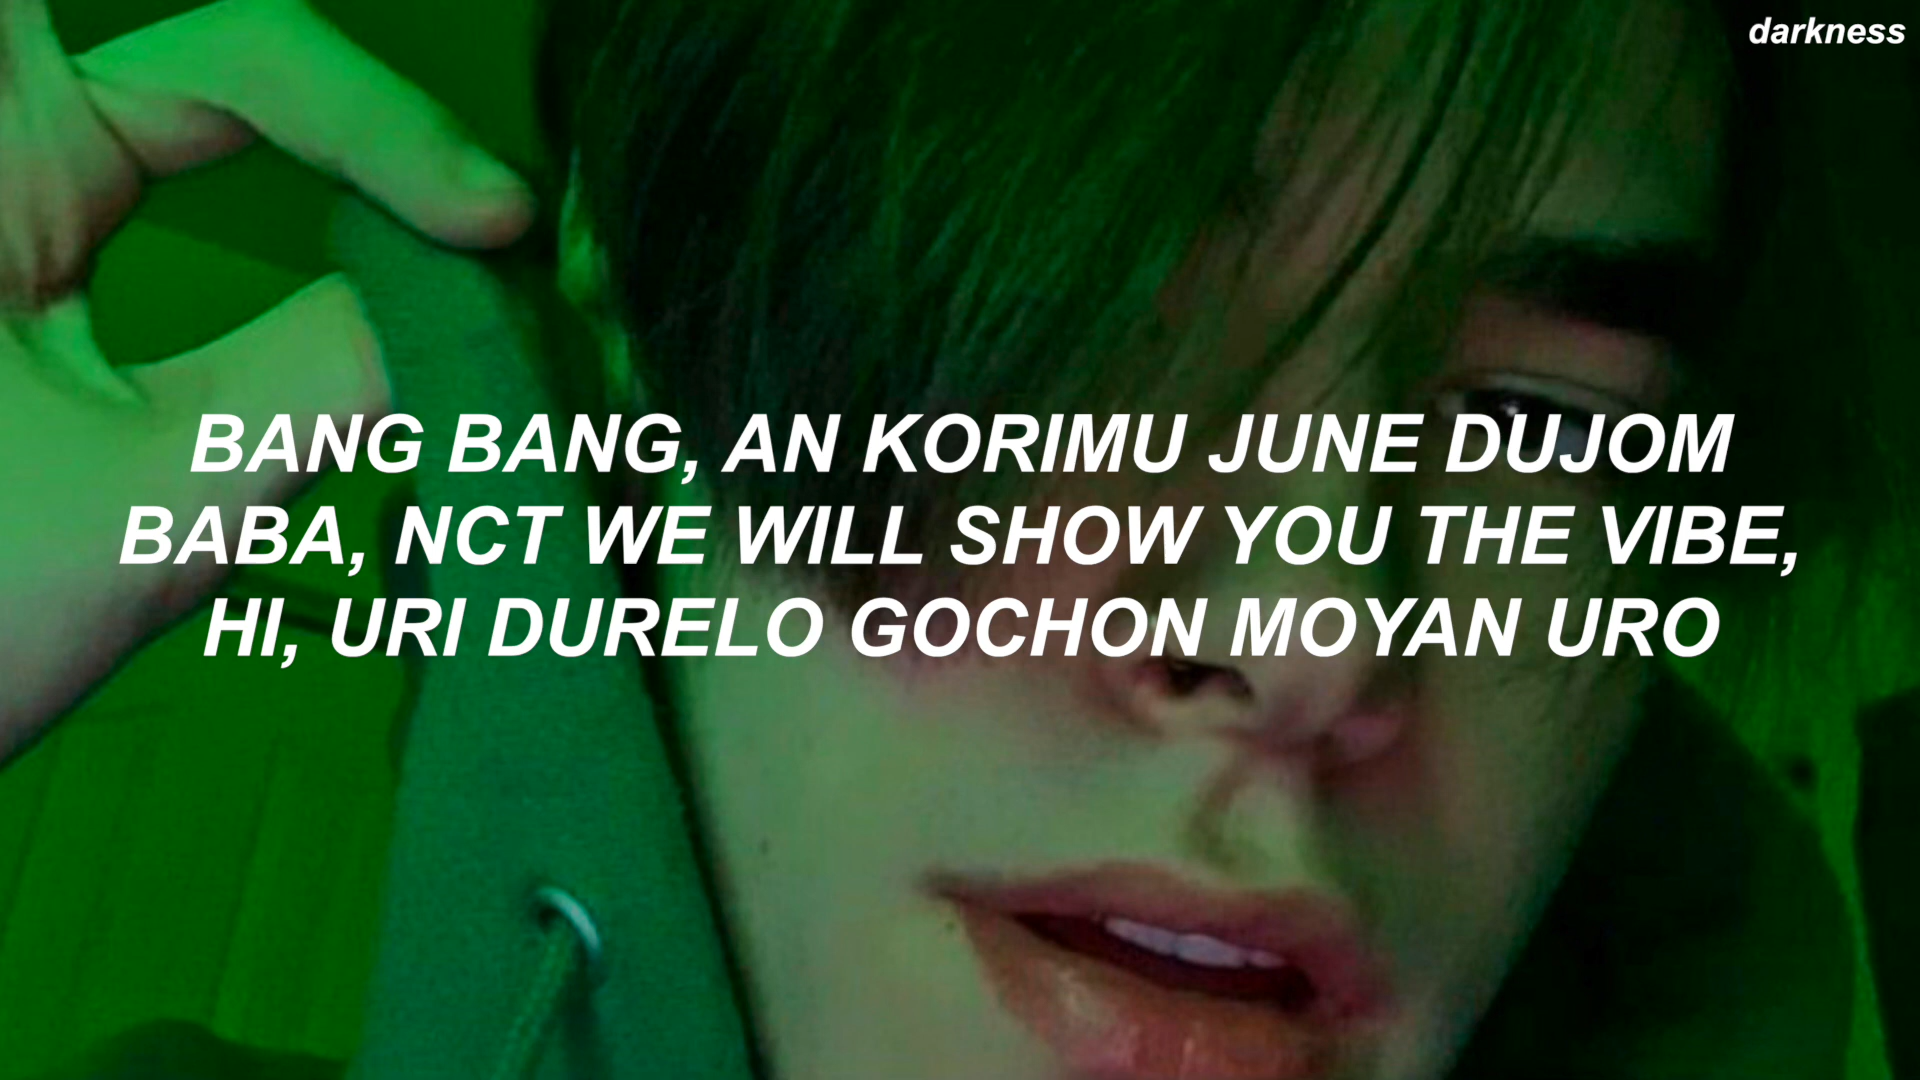 darkness
BANG BANG, AN KORIMU JUNE DUJOM
BABA, NCT WE WILL SHOW YOU THE VIBE,
HI, URI DURELO GOCHON MOYAN URO